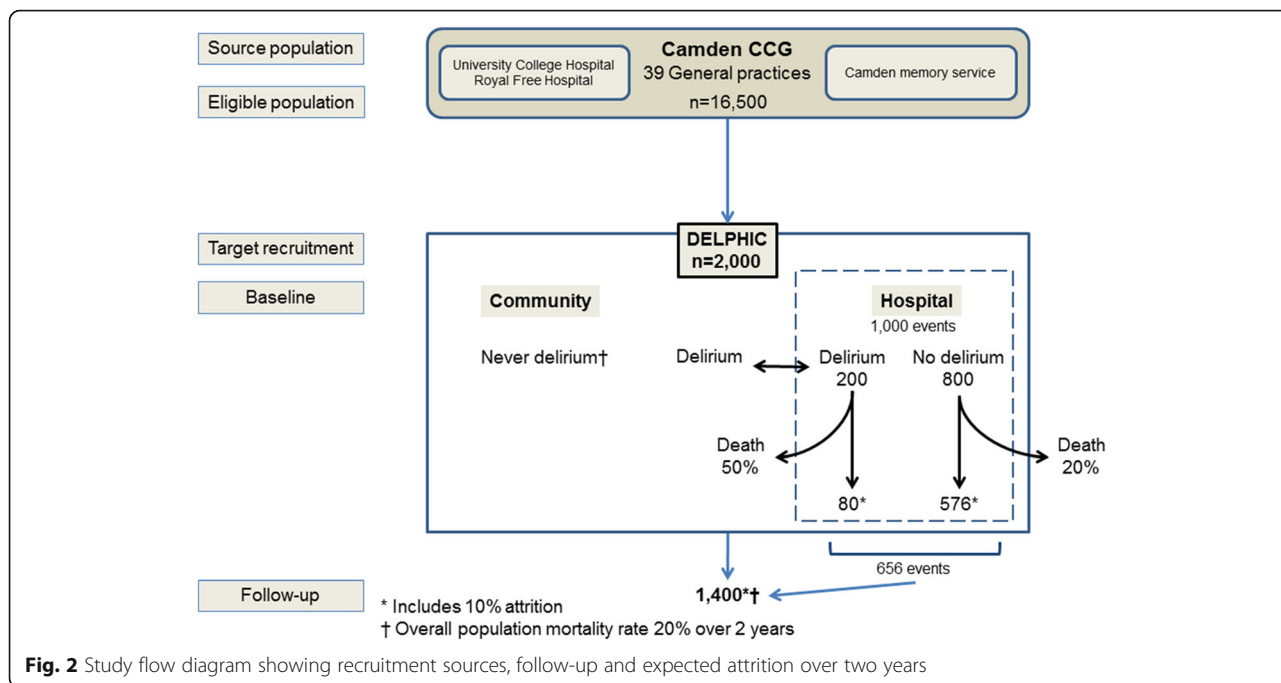 Source population
Eligible population
University College Hospital
Royal Free Hospital
Camden CCG
39 General practices
n=16,500
Camden memory service
Target recruitment
Baseline
DELPHIC
n=2,000
Community
Hospital
1,000 events
Never delirium†
Delirium
Delirium
200
No delirium
800
Death
50%
Death
20%
80*
576*
656 events
Follow-up
1,400*†
* Includes 10% attrition
† Overall population mortality rate 20% over 2 years
Fig. 2 Study flow diagram showing recruitment sources, follow-up and expected attrition over two years